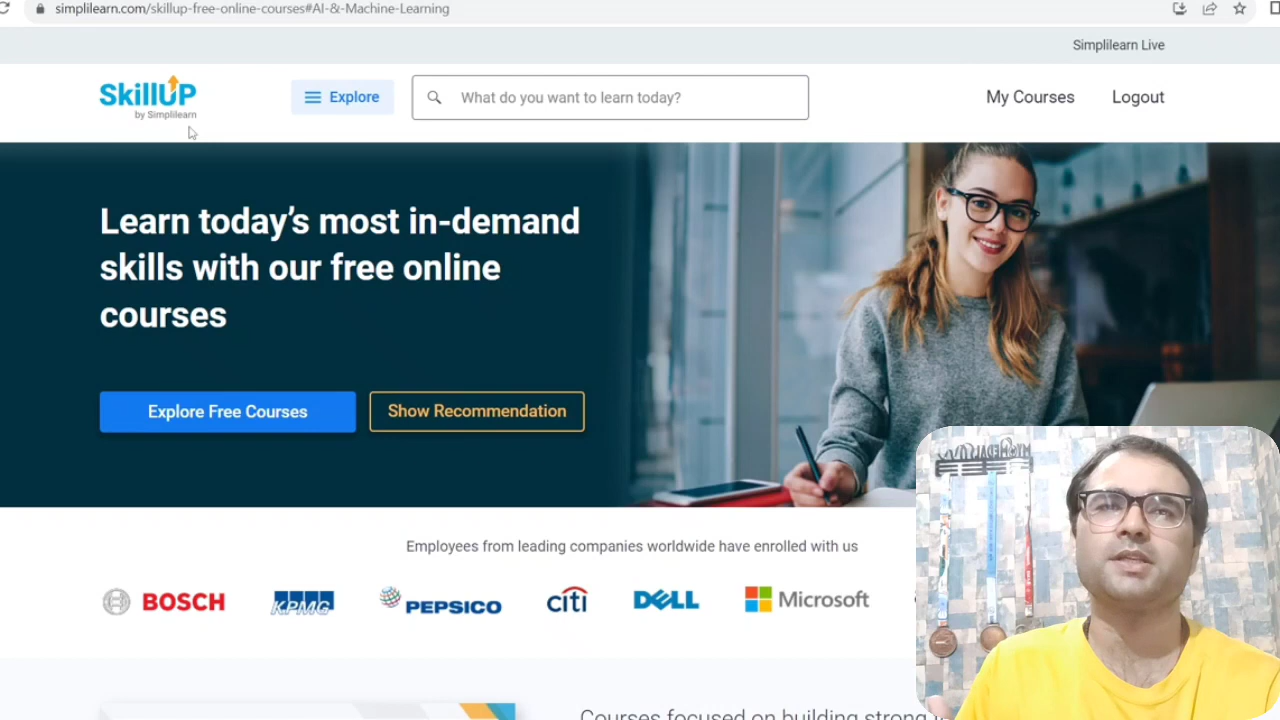 simplilearn.com/skillup-free-online-courses#AI-&-Machine-Learning
Simplilearn Live
SkillUP
by Simplilearn
Explore
What do you want to learn today?
My Courses
Logout
Learn today's most in-demand
skills with our free online
courses
Explore Free Courses
Show Recommendation
Employees from leading companies worldwide have enrolled with us
BOSCH
KPMG
PEPSICO
citi
DELL
Microsoft
Courses focused on building strong